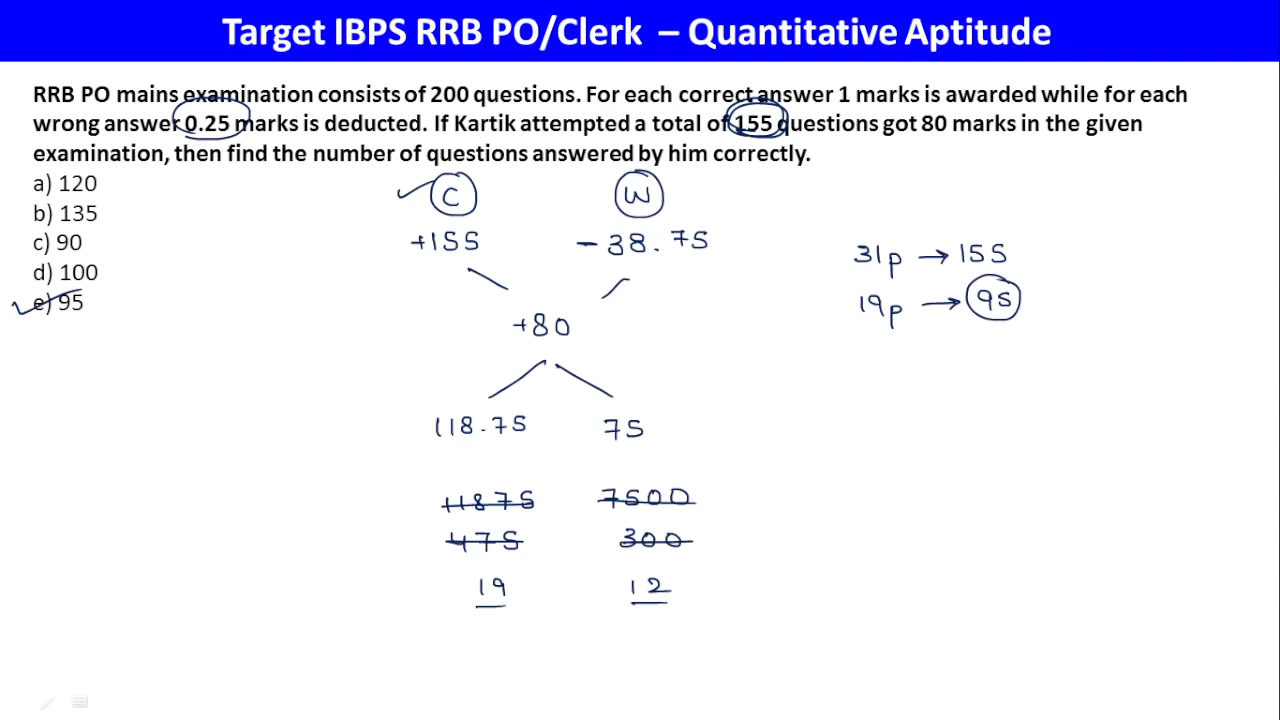 Target IBPS RRB PO/Clerk – Quantitative Aptitude
RRB PO mains examination consists of 200 questions. For each correct answer 1 marks is awarded while for each
wrong answer 0.25 marks is deducted. If Kartik attempted a total of 155 questions got 80 marks in the given
examination, then find the number of questions answered by him correctly.
a) 120
b) 135
c) 90
d) 100
e) 95
C W
+155 - 38.75
+80
118.75 75
11875 7500
475 300
19 12
31p → 155
19p → 95